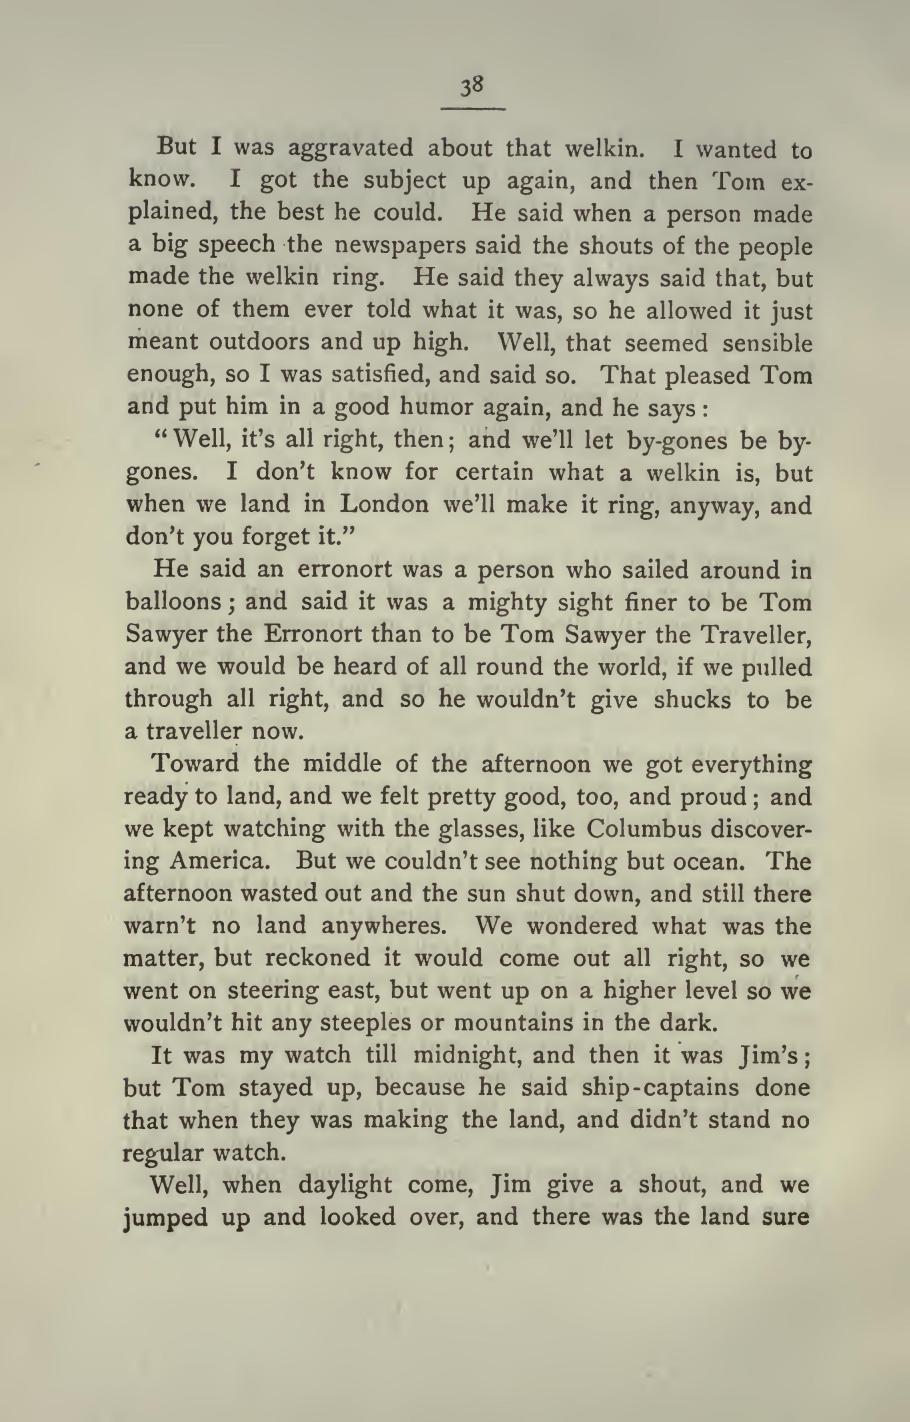 38
But I was aggravated about that welkin. I wanted to
know. I got the subject up again, and then Tom ex-
plained, the best he could. He said when a person made
a big speech the newspapers said the shouts of the people
made the welkin ring. He said they always said that, but
none of them ever told what it was, so he allowed it just
meant outdoors and up high. Well, that seemed sensible
enough, so I was satisfied, and said so. That pleased Tom
and put him in a good humor again, and he says :
“ Well, it’s all right, then ; and we’ll let by-gones be by-
gones. I don’t know for certain what a welkin is, but
when we land in London we’ll make it ring, anyway, and
don’t you forget it.”
He said an erronort was a person who sailed around in
balloons ; and said it was a mighty sight finer to be Tom
Sawyer the Erronort than to be Tom Sawyer the Traveller,
and we would be heard of all round the world, if we pulled
through all right, and so he wouldn’t give shucks to be
a traveller now.
Toward the middle of the afternoon we got everything
ready to land, and we felt pretty good, too, and proud ; and
we kept watching with the glasses, like Columbus discover-
ing America. But we couldn’t see nothing but ocean. The
afternoon wasted out and the sun shut down, and still there
warn’t no land anywheres. We wondered what was the
matter, but reckoned it would come out all right, so we
went on steering east, but went up on a higher level so we
wouldn’t hit any steeples or mountains in the dark.
It was my watch till midnight, and then it was Jim’s ;
but Tom stayed up, because he said ship-captains done
that when they was making the land, and didn’t stand no
regular watch.
Well, when daylight come, Jim give a shout, and we
jumped up and looked over, and there was the land sure